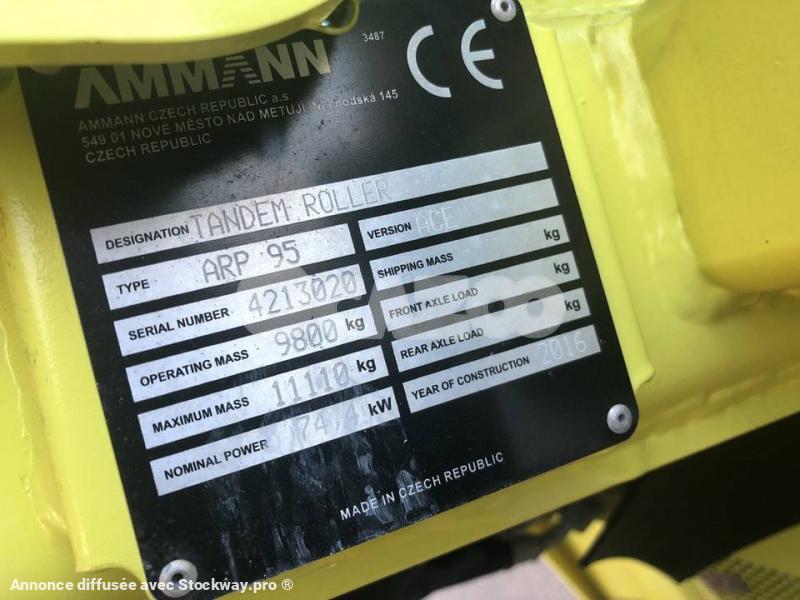 AMMANN
3487
CE
AMMANN CZECH REPUBLIC a.s.
549 01 NOVE MĚSTO NAD METUJÍ, Náchodská 145
CZECH REPUBLIC
DESIGNATION TANDEM ROLLER
TYPE ARP 95
VERSION ACE
SERIAL NUMBER 4213020
SHIPPING MASS kg
OPERATING MASS 9800 kg
FRONT AXLE LOAD kg
MAXIMUM MASS 11110 kg
REAR AXLE LOAD kg
NOMINAL POWER 74,4 kW
YEAR OF CONSTRUCTION 2016
MADE IN CZECH REPUBLIC
CAZOO
Annonce diffusée avec Stockway.pro ®